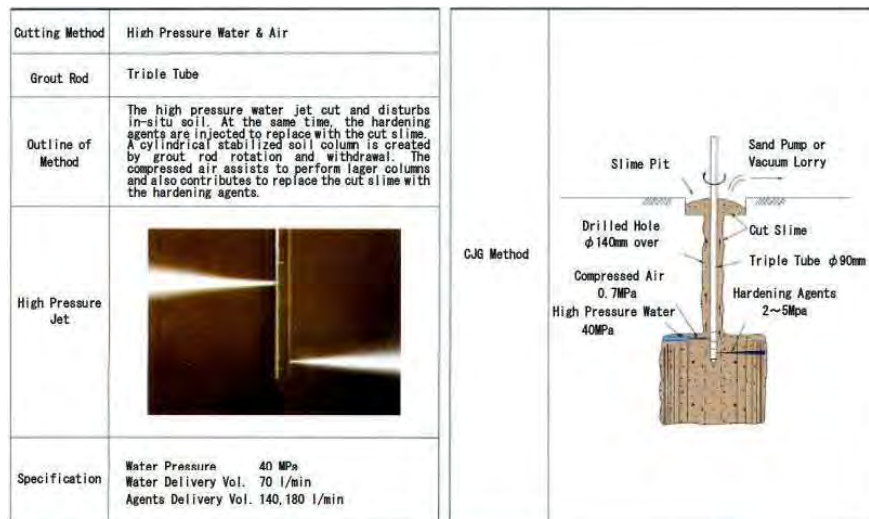 Cutting Method
High Pressure Water & Air
Grout Rod
Triple Tube
Outline of
Method
The high pressure water jet cut and disturbs
in-situ soil. At the same time, the hardening
agents are injected to replace with the cut slime.
A cylindrical stabilized soil column is created
by grout rod rotation and withdrawal. The
compressed air assists to perform lager columns
and also contributes to replace the cut slime with
the hardening agents.
High Pressure
Jet
Specification
Water Pressure 40 MPa
Water Delivery Vol. 70 l/min
Agents Delivery Vol. 140,180 l/min
CJG Method
Slime Pit
Sand Pump or
Vacuum Lorry
Drilled Hole
φ140mm over
Cut Slime
Triple Tube φ90mm
Compressed Air
0.7MPa
Hardening Agents
2~5Mpa
High Pressure Water
40MPa